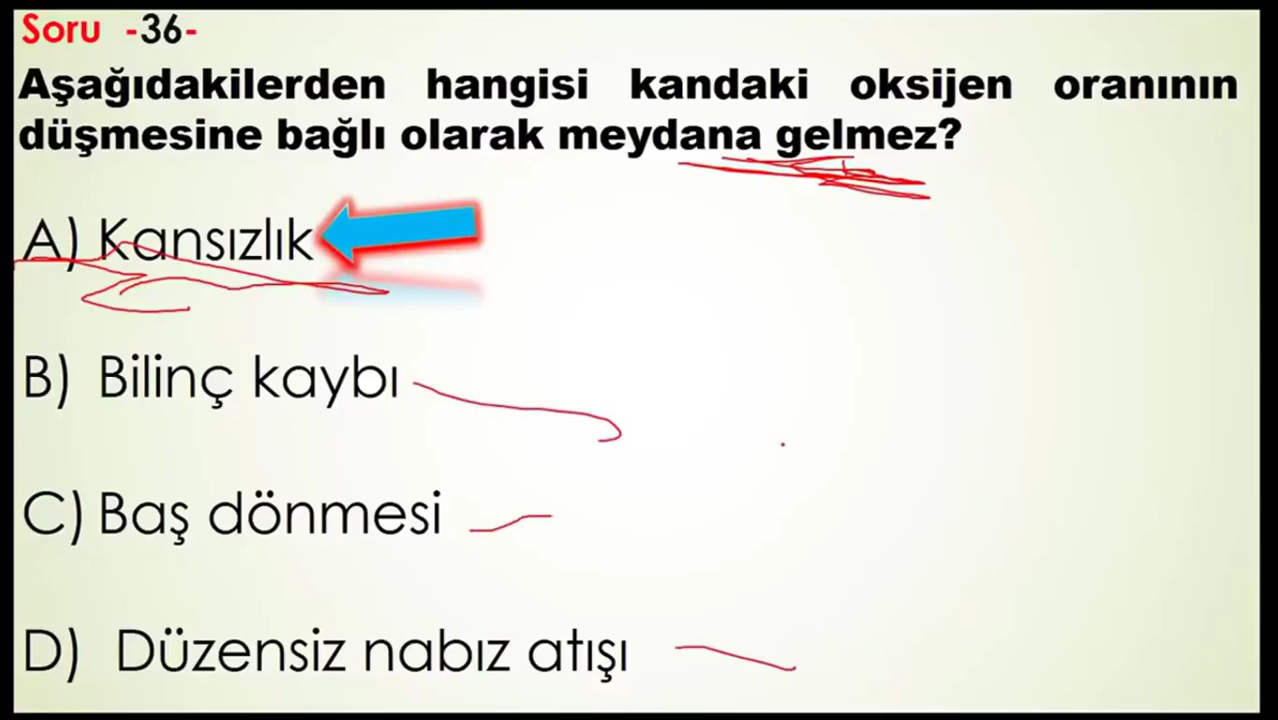 Soru -36-
Aşağıdakilerden hangisi kandaki oksijen oranının
düşmesine bağlı olarak meydana gelmez?
A) Kansızlık
B) Bilinç kaybı
C) Baş dönmesi
D) Düzensiz nabız atışı